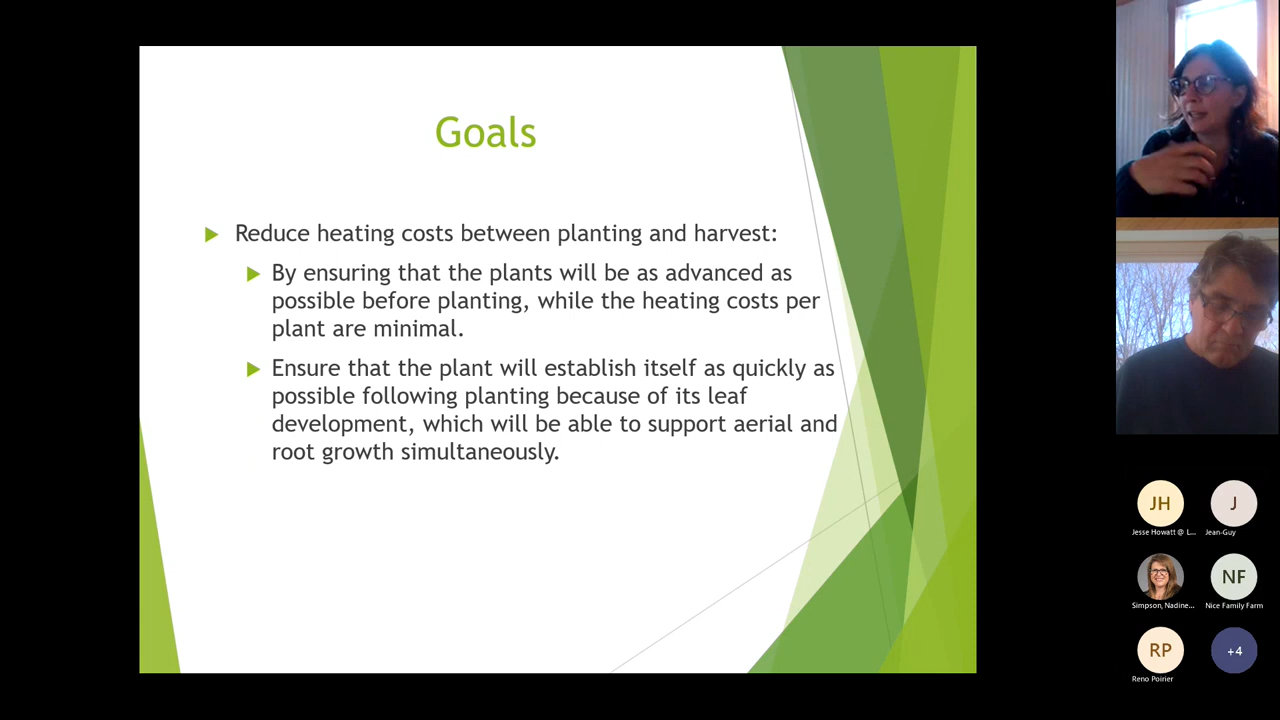 Goals
Reduce heating costs between planting and harvest:
By ensuring that the plants will be as advanced as
possible before planting, while the heating costs per
plant are minimal.
Ensure that the plant will establish itself as quickly as
possible following planting because of its leaf
development, which will be able to support aerial and
root growth simultaneously.
JH
J
Jesse Howatt @ L...
Jean-Guy
NF
Simpson, Nadine...
Nice Family Farm
RP
+4
Reno Poirier